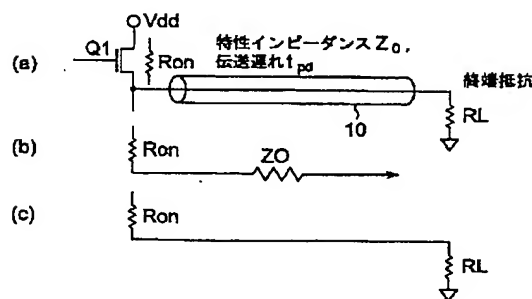 Vdd
Q1
Ron
特性インピーダンスZ₀,
伝送遅れtpd
終端抵抗
(a)
10
RL
(b)
Ron
ZO
(c)
Ron
RL